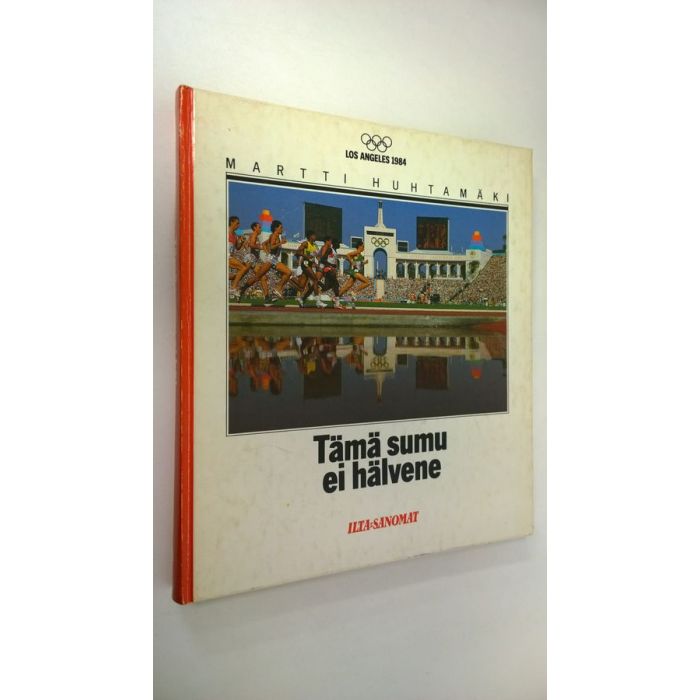 LOS ANGELES 1984
MARTTI HUHTAMÄKI
Tämä sumu
ei hälvene
ILTA=SANOMAT